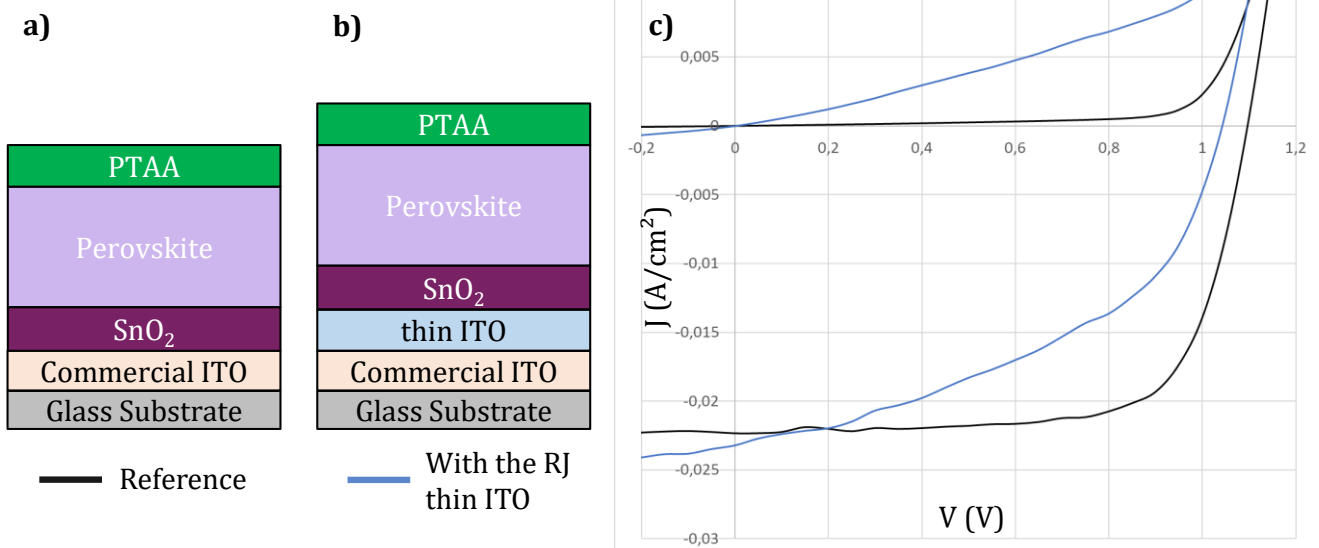 a)
PTAA
Perovskite
SnO₂
Commercial ITO
Glass Substrate
Reference
b)
PTAA
Perovskite
SnO₂
thin ITO
Commercial ITO
Glass Substrate
With the RJ
thin ITO
c)
0,005
0
-0,005
-0,01
-0,015
-0,02
-0,025
-0,03
-0,2 0 0,2 0,4 0,6 0,8 1 1,2
J (A/cm²)
V (V)